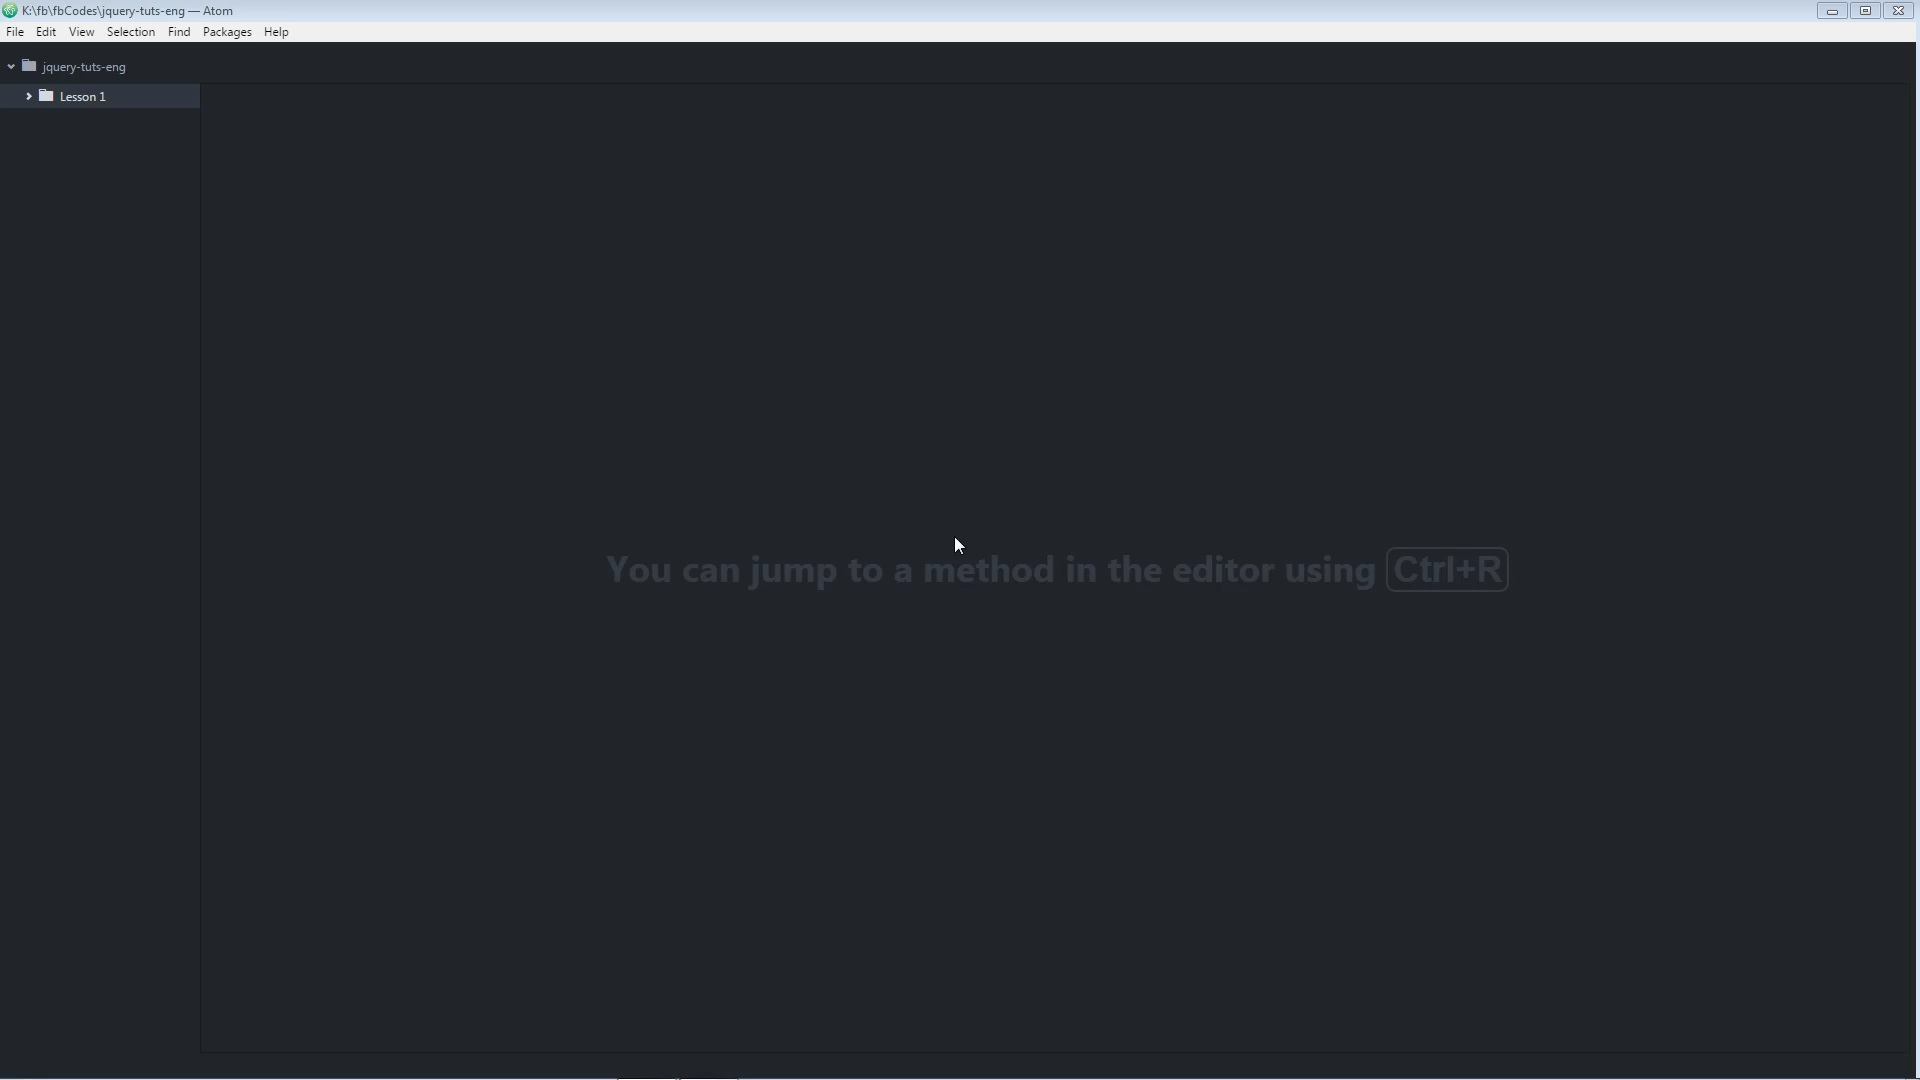 K:\fb\fbCodes\jquery-tuts-eng — Atom
File Edit View Selection Find Packages Help
jquery-tuts-eng
Lesson 1
You can jump to a method in the editor using Ctrl+R